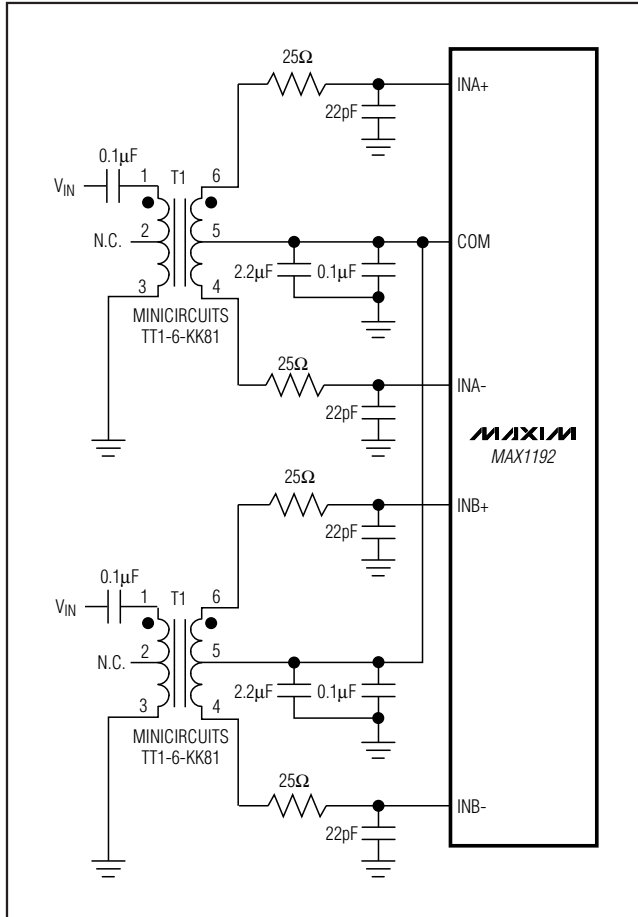 25Ω
INA+
22pF
0.1μF
VIN
1
T1
6
N.C.
2
5
COM
2.2μF
0.1μF
3
4
MINICIRCUITS
TT1-6-KK81
25Ω
INA-
22pF
MAXIM
MAX1192
25Ω
INB+
22pF
0.1μF
VIN
1
T1
6
N.C.
2
5
2.2μF
0.1μF
3
4
MINICIRCUITS
TT1-6-KK81
25Ω
INB-
22pF